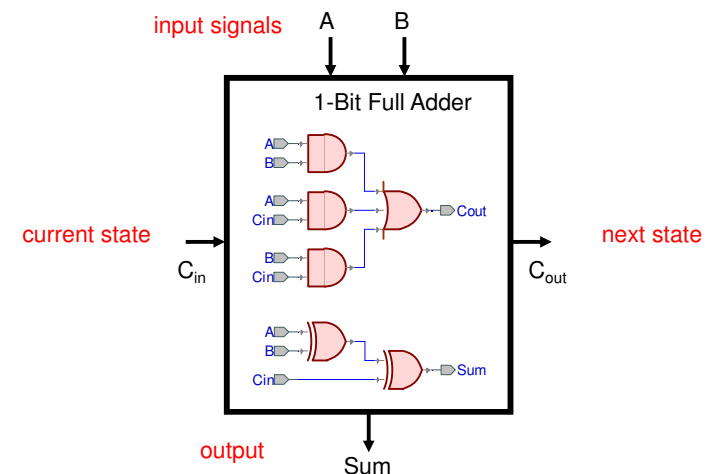 input signals
A
B
1-Bit Full Adder
A
B
A
Cin
Cout
B
Cin
current state
Cin
next state
Cout
A
B
Cin
Sum
output
Sum